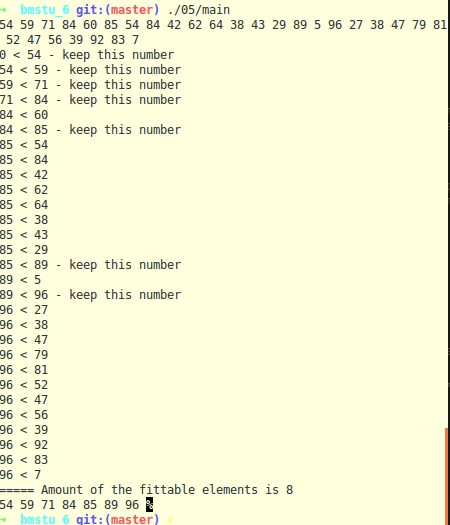 → bmstu_6 git:(master) ./05/main
54 59 71 84 60 85 54 84 42 62 64 38 43 29 89 5 96 27 38 47 79 81
52 47 56 39 92 83 7
0 < 54 - keep this number
54 < 59 - keep this number
59 < 71 - keep this number
71 < 84 - keep this number
84 < 60
84 < 85 - keep this number
85 < 54
85 < 84
85 < 42
85 < 62
85 < 64
85 < 38
85 < 43
85 < 29
85 < 89 - keep this number
89 < 5
89 < 96 - keep this number
96 < 27
96 < 38
96 < 47
96 < 79
96 < 81
96 < 52
96 < 47
96 < 56
96 < 39
96 < 92
96 < 83
96 < 7
===== Amount of the fittable elements is 8
54 59 71 84 85 89 96 %
→ bmstu_6 git:(master) ✗